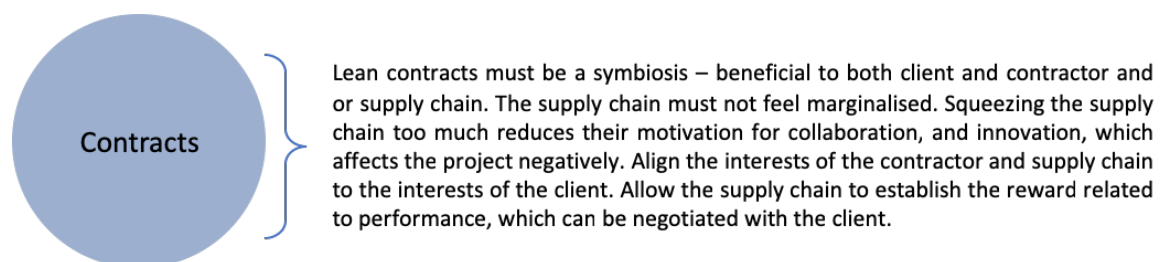 Contracts
Lean contracts must be a symbiosis – beneficial to both client and contractor and
or supply chain. The supply chain must not feel marginalised. Squeezing the supply
chain too much reduces their motivation for collaboration, and innovation, which
affects the project negatively. Align the interests of the contractor and supply chain
to the interests of the client. Allow the supply chain to establish the reward related
to performance, which can be negotiated with the client.